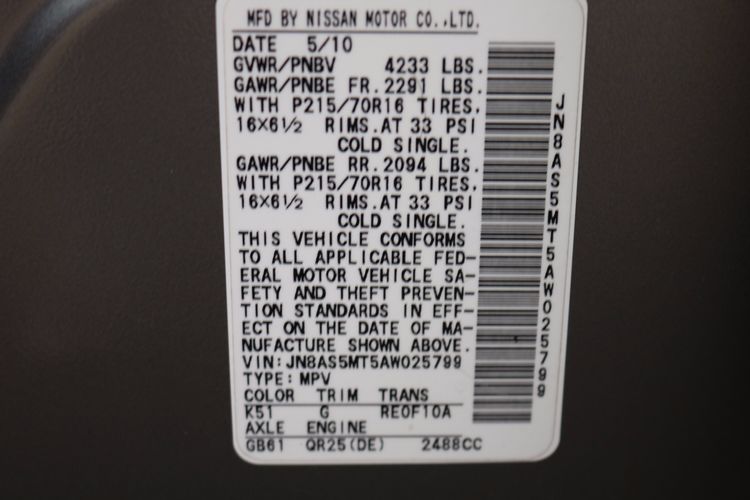 MFD BY NISSAN MOTOR CO.,LTD.
DATE 5/10
GVWR/PNBV 4233 LBS.
GAWR/PNBE FR. 2291 LBS.
WITH P215/70R16 TIRES,
16X6½ RIMS.AT 33 PSI
COLD SINGLE.
GAWR/PNBE RR. 2094 LBS.
WITH P215/70R16 TIRES,
16X6½ RIMS.AT 33 PSI
COLD SINGLE.
THIS VEHICLE CONFORMS
TO ALL APPLICABLE FED-
ERAL MOTOR VEHICLE SA-
FETY AND THEFT PREVEN-
TION STANDARDS IN EFF-
ECT ON THE DATE OF MA-
NUFACTURE SHOWN ABOVE.
VIN:JN8AS5MT5AW025799
TYPE:MPV
COLOR TRIM TRANS
K51 G RE0F10A
AXLE ENGINE
GB61 QR25(DE) 2488CC
JN8AS5MT5AW025799